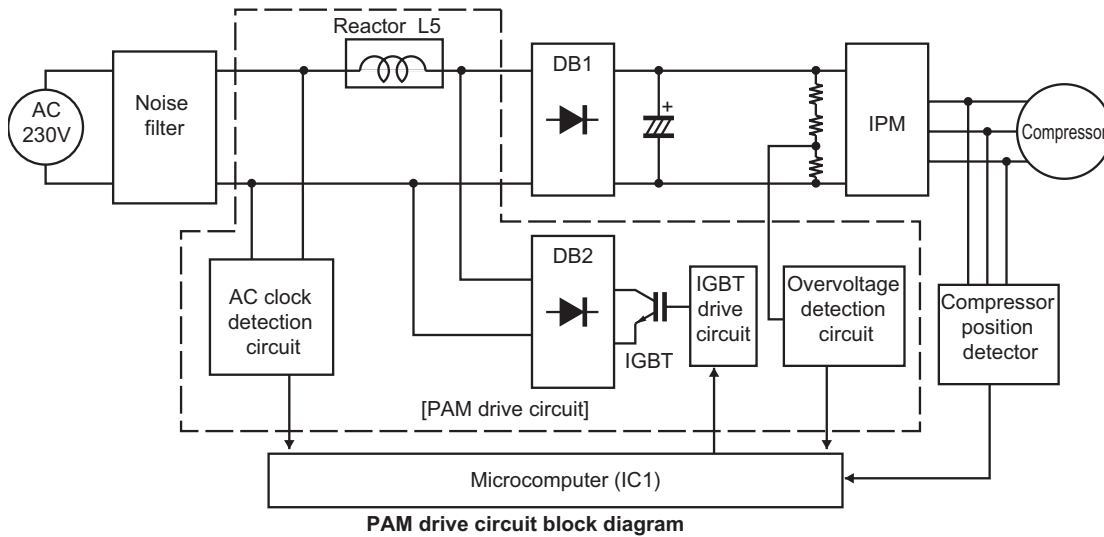 Reactor L5
AC
230V
Noise
filter
DB1
+
IPM
Compressor
AC clock
detection
circuit
DB2
IGBT
IGBT
drive
circuit
Overvoltage
detection
circuit
Compressor
position
detector
[PAM drive circuit]
Microcomputer (IC1)
PAM drive circuit block diagram